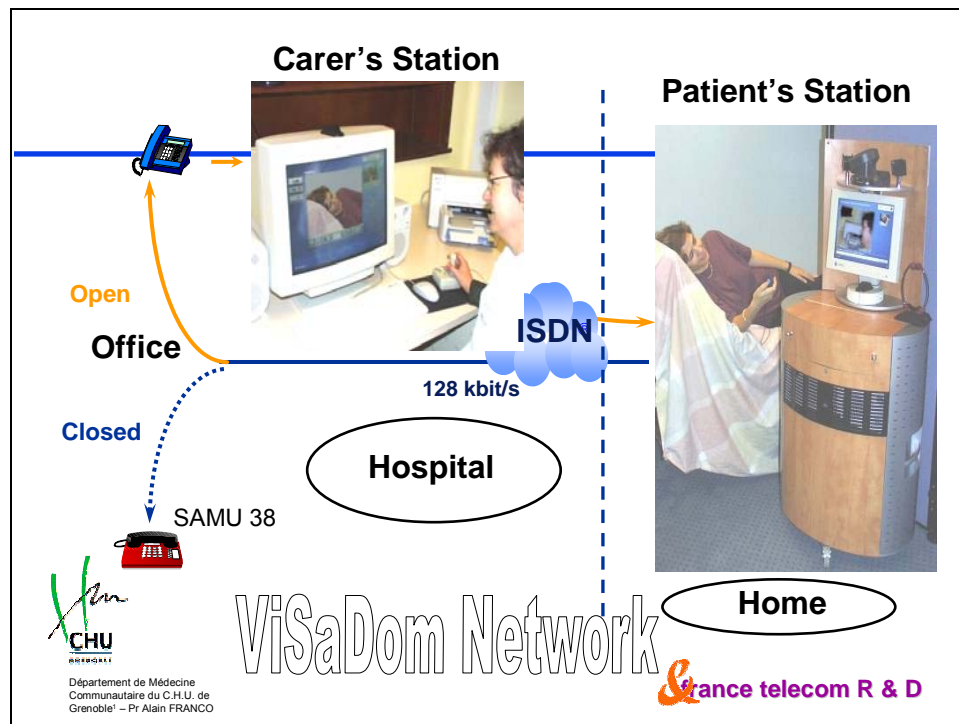 Carer's Station
Patient's Station
Open
Office
ISDN
128 kbit/s
Closed
Hospital
SAMU 38
Home
CHU
ViSaDom Network
& france telecom R & D
Département de Médecine
Communautaire du C.H.U. de
Grenoble¹ – Pr Alain FRANCO